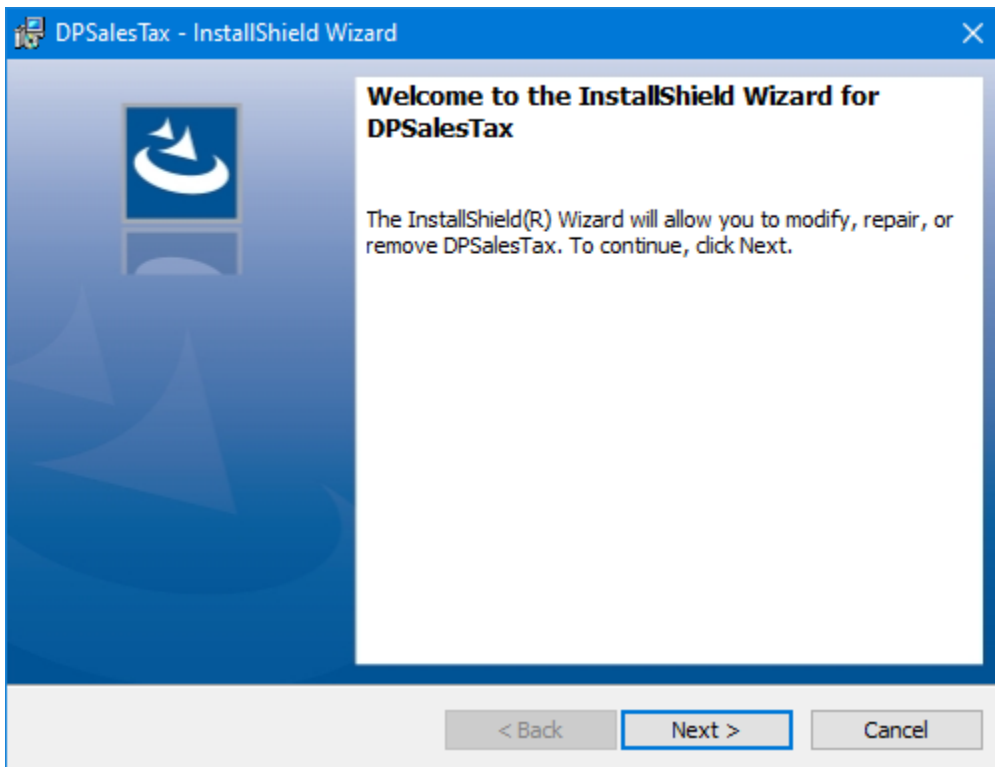 DPSalesTax - InstallShield Wizard
Welcome to the InstallShield Wizard for
DPSalesTax
The InstallShield(R) Wizard will allow you to modify, repair, or
remove DPSalesTax. To continue, click Next.
< Back
Next >
Cancel